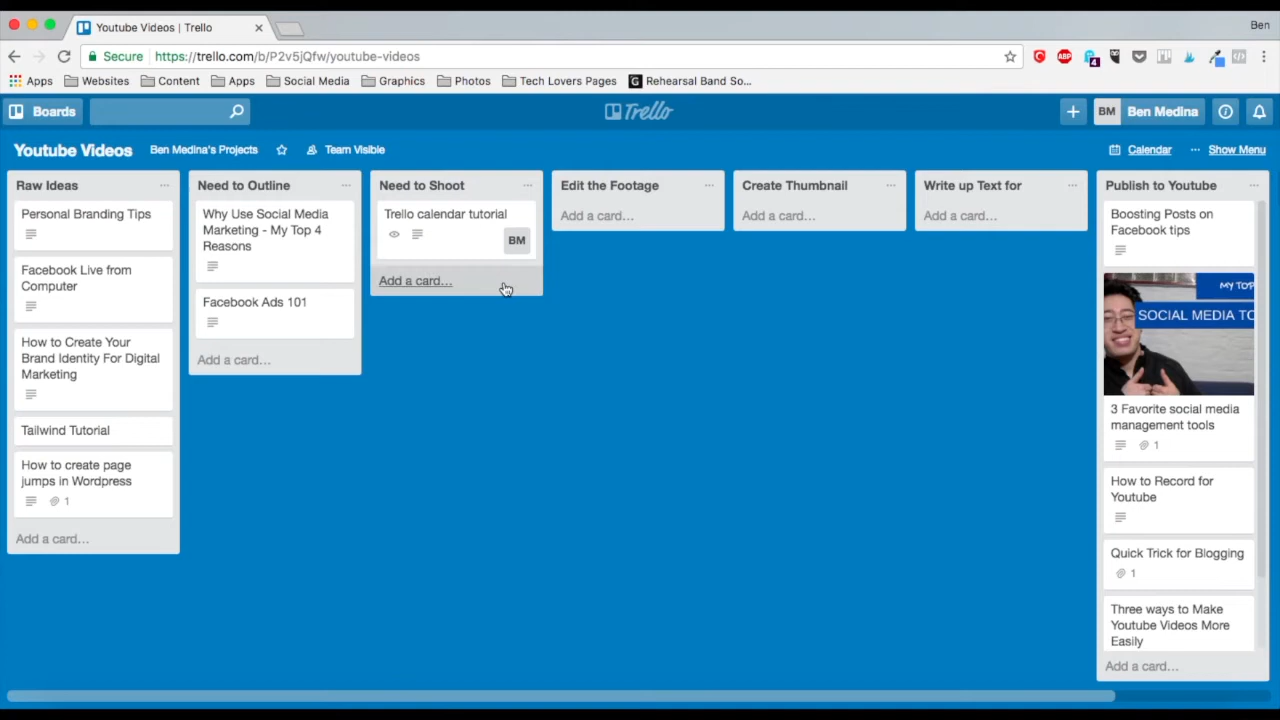 Youtube Videos | Trello
Ben
Secure
https://trello.com/b/P2v5jQfw/youtube-videos
ABP
4
Apps
Websites
Content
Apps
Social Media
Graphics
Photos
Tech Lovers Pages
G
Rehearsal Band So...
Boards
Trello
BM
Ben Medina
Youtube Videos
Ben Medina's Projects
Team Visible
Calendar
Show Menu
Raw Ideas
Personal Branding Tips
Facebook Live from
Computer
How to Create Your
Brand Identity For Digital
Marketing
Tailwind Tutorial
How to create page
jumps in Wordpress
1
Add a card...
Need to Outline
Why Use Social Media
Marketing - My Top 4
Reasons
Facebook Ads 101
Add a card...
Need to Shoot
Trello calendar tutorial
BM
Add a card...
Edit the Footage
Add a card...
Create Thumbnail
Add a card...
Write up Text for
Add a card...
Publish to Youtube
Boosting Posts on
Facebook tips
MY TOP
SOCIAL MEDIA TO
3 Favorite social media
management tools
1
How to Record for
Youtube
Quick Trick for Blogging
1
Three ways to Make
Youtube Videos More
Easily
Add a card...